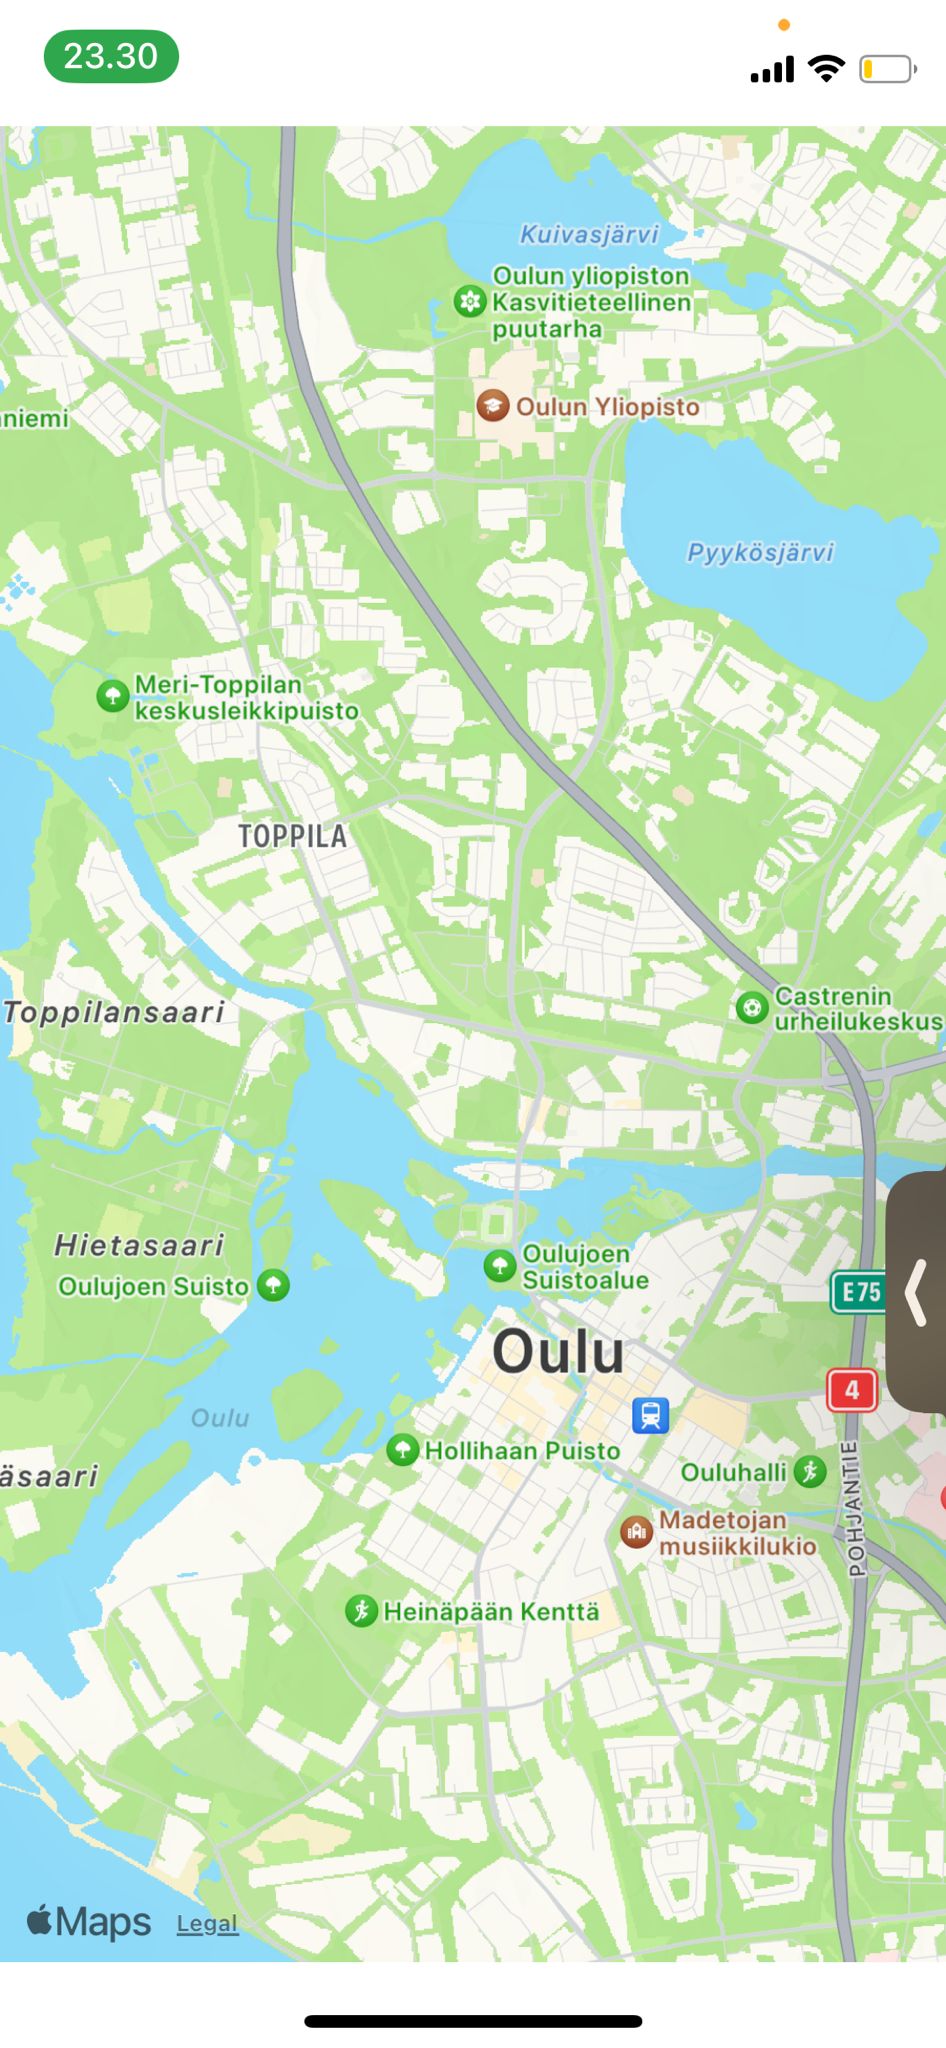 23.30
Kuivasjärvi
Oulun yliopiston
Kasvitieteellinen
puutarha
Oulun Yliopisto
niemi
Pyykösjärvi
Meri-Toppilan
keskusleikkipuisto
TOPPILA
Toppilansaari
Castrenin
urheilukeskus
Hietasaari
Oulujoen Suisto
Oulujoen
Suistoalue
E75
Oulu
4
Oulu
Hollihaan Puisto
äsaari
Ouluhalli
POHJANTIE
Madetojan
musiikkilukio
Heinäpään Kenttä
Maps
Legal